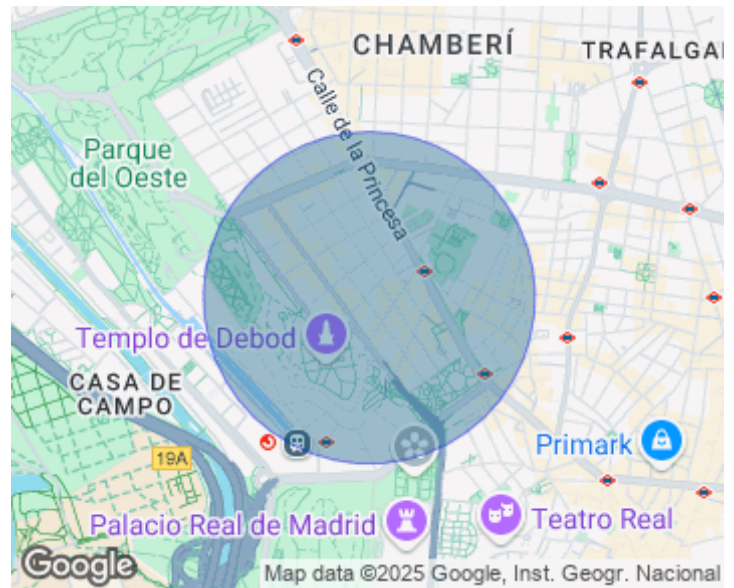 CHAMBERÍ
TRAFALGA
Calle de la Princesa
Parque
del Oeste
Templo de Debod
CASA DE
CAMPO
19A
Primark
Palacio Real de Madrid
Teatro Real
Google
Map data ©2025 Google, Inst. Geogr. Nacional